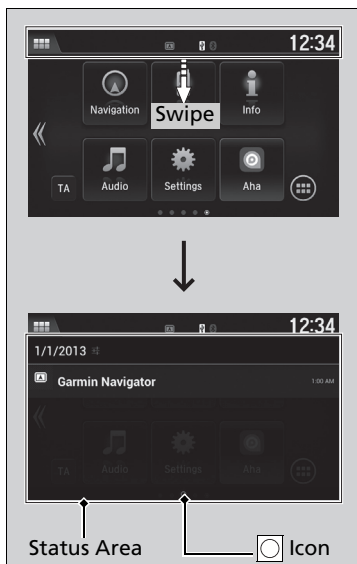 12:34
Navigation
Swipe
Info
TA
Audio
Settings
Aha
12:34
1/1/2013
Garmin Navigator
1:00 AM
TA
Audio
Settings
Aha
Status Area
Icon